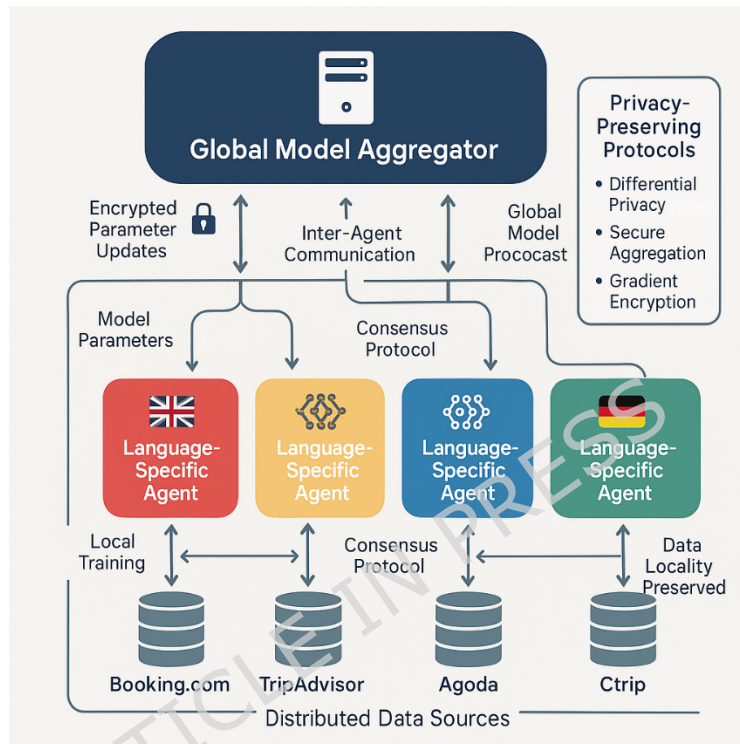 Global Model Aggregator
Privacy-
Preserving
Protocols
• Differential
Privacy
• Secure
Aggregation
• Gradient
Encryption
Encrypted
Parameter
Updates
Inter-Agent
Communication
Global
Model
Prococast
Model
Parameters
Consensus
Protocol
Language-
Specific
Agent
Language-
Specific
Agent
Language-
Specific
Agent
Language-
Specific
Agent
Local
Training
Consensus
Protocol
Data
Locality
Preserved
Booking.com
TripAdvisor
Agoda
Ctrip
Distributed Data Sources
TICLE IN PRESS